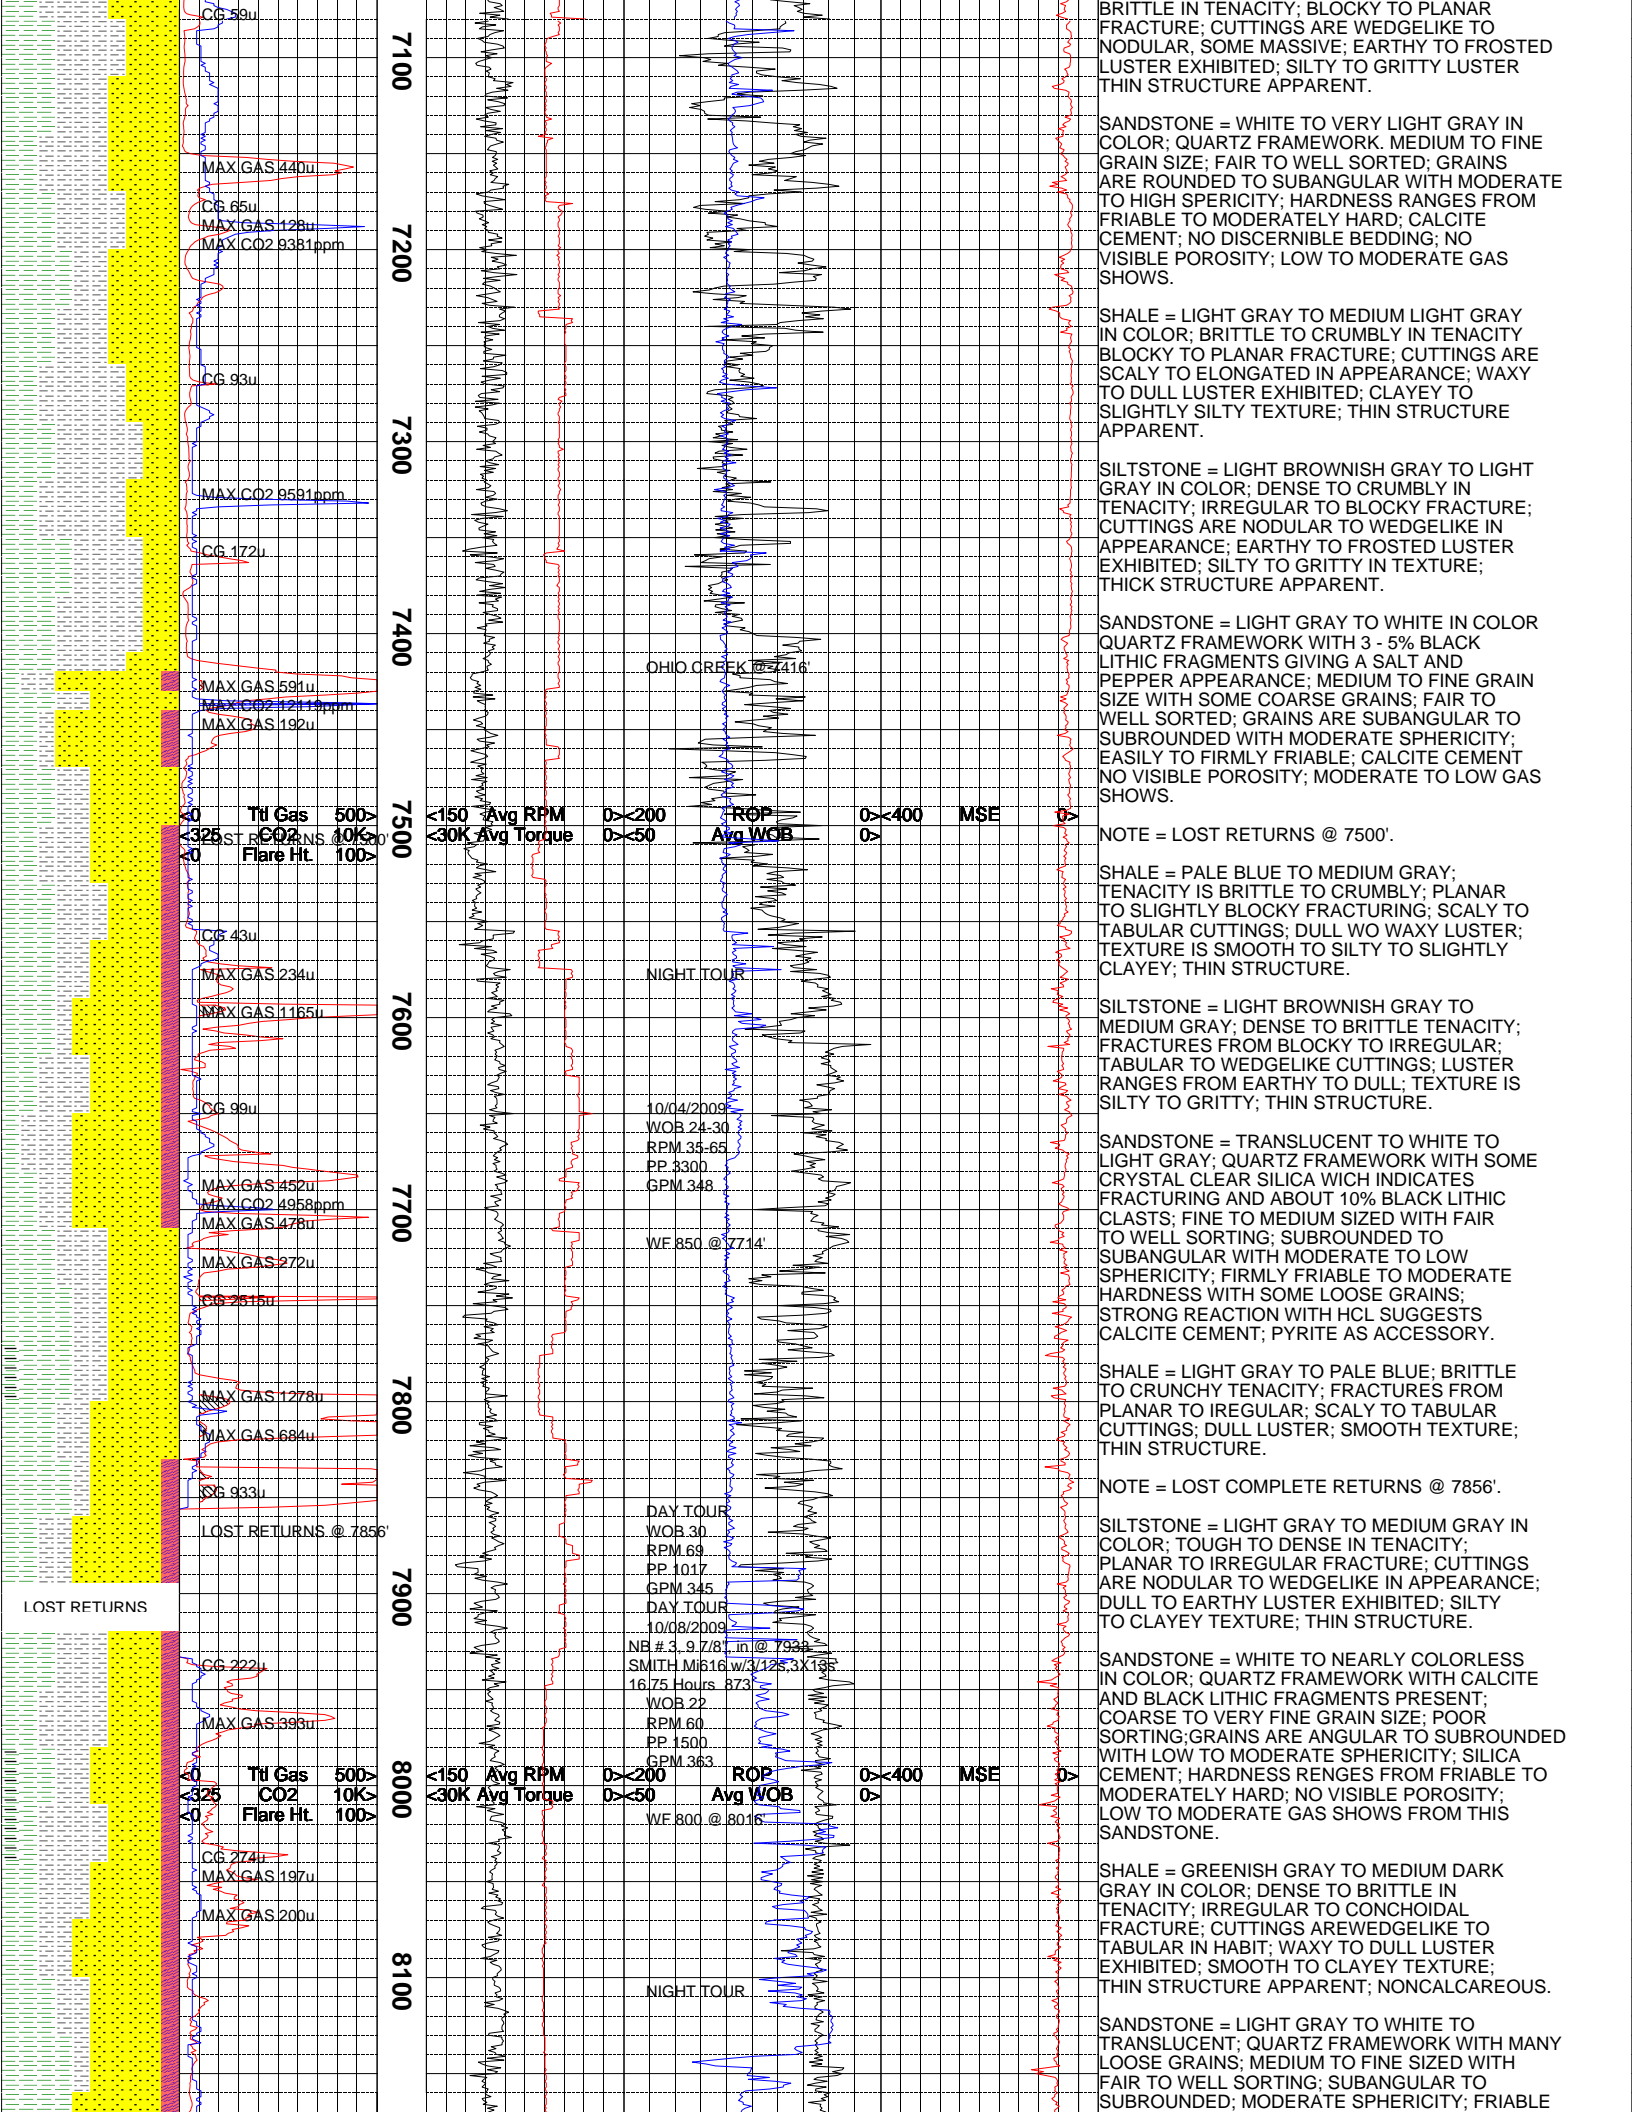 CG 59u
MAX GAS 440u
CG 65u
MAX GAS 128u
MAX CO2 9381ppm
CG 93u
MAX CO2 9591ppm
CG 172u
MAX GAS 591u
MAX CO2 12119ppm
MAX GAS 192u
<0 Ttl Gas 500>
<325 CO2 10K>
<0 Flare Ht. 100>
LOST RETURNS @ 7500'
CG 43u
MAX GAS 234u
MAX GAS 1165u
CG 99u
MAX GAS 452u
MAX CO2 4958ppm
MAX GAS 478u
MAX GAS 272u
CG 2515u
MAX GAS 1278u
MAX GAS 684u
CG 933u
LOST RETURNS @ 7856'
LOST RETURNS
CG 222u
MAX GAS 393u
<0 Ttl Gas 500>
<325 CO2 10K>
<0 Flare Ht. 100>
CG 274u
MAX GAS 197u
MAX GAS 200u
7100
7200
7300
7400
7500
7600
7700
7800
7900
8000
8100
OHIO CREEK @ 7416'
<150 Avg RPM 0><200 ROP 0><400 MSE 0>
<30K Avg Torque 0><50 Avg WOB 0>
NIGHT TOUR
10/04/2009
WOB 24-30
RPM 35-65
PP 3300
GPM 348
WF 850 @ 7714'
DAY TOUR
WOB 30
RPM 69
PP 1017
GPM 345
DAY TOUR
10/08/2009
NB # 3, 9.7/8", in @ 7933
SMITH Mi616 w/3/12s,3X13s
16.75 Hours 873'
WOB 22
RPM 60
PP 1500
GPM 363
<150 Avg RPM 0><200 ROP 0><400 MSE 0>
<30K Avg Torque 0><50 Avg WOB 0>
WF 800 @ 8016'
NIGHT TOUR
BRITTLE IN TENACITY; BLOCKY TO PLANAR
FRACTURE; CUTTINGS ARE WEDGELIKE TO
NODULAR, SOME MASSIVE; EARTHY TO FROSTED
LUSTER EXHIBITED; SILTY TO GRITTY LUSTER
THIN STRUCTURE APPARENT.
SANDSTONE = WHITE TO VERY LIGHT GRAY IN
COLOR; QUARTZ FRAMEWORK. MEDIUM TO FINE
GRAIN SIZE; FAIR TO WELL SORTED; GRAINS
ARE ROUNDED TO SUBANGULAR WITH MODERATE
TO HIGH SPERICITY; HARDNESS RANGES FROM
FRIABLE TO MODERATELY HARD; CALCITE
CEMENT; NO DISCERNIBLE BEDDING; NO
VISIBLE POROSITY; LOW TO MODERATE GAS
SHOWS.
SHALE = LIGHT GRAY TO MEDIUM LIGHT GRAY
IN COLOR; BRITTLE TO CRUMBLY IN TENACITY
BLOCKY TO PLANAR FRACTURE; CUTTINGS ARE
SCALY TO ELONGATED IN APPEARANCE; WAXY
TO DULL LUSTER EXHIBITED; CLAYEY TO
SLIGHTLY SILTY TEXTURE; THIN STRUCTURE
APPARENT.
SILTSTONE = LIGHT BROWNISH GRAY TO LIGHT
GRAY IN COLOR; DENSE TO CRUMBLY IN
TENACITY; IRREGULAR TO BLOCKY FRACTURE;
CUTTINGS ARE NODULAR TO WEDGELIKE IN
APPEARANCE; EARTHY TO FROSTED LUSTER
EXHIBITED; SILTY TO GRITTY IN TEXTURE;
THICK STRUCTURE APPARENT.
SANDSTONE = LIGHT GRAY TO WHITE IN COLOR
QUARTZ FRAMEWORK WITH 3 - 5% BLACK
LITHIC FRAGMENTS GIVING A SALT AND
PEPPER APPEARANCE; MEDIUM TO FINE GRAIN
SIZE WITH SOME COARSE GRAINS; FAIR TO
WELL SORTED; GRAINS ARE SUBANGULAR TO
SUBROUNDED WITH MODERATE SPHERICITY;
EASILY TO FIRMLY FRIABLE; CALCITE CEMENT
NO VISIBLE POROSITY; MODERATE TO LOW GAS
SHOWS.
NOTE = LOST RETURNS @ 7500'.
SHALE = PALE BLUE TO MEDIUM GRAY;
TENACITY IS BRITTLE TO CRUMBLY; PLANAR
TO SLIGHTLY BLOCKY FRACTURING; SCALY TO
TABULAR CUTTINGS; DULL WO WAXY LUSTER;
TEXTURE IS SMOOTH TO SILTY TO SLIGHTLY
CLAYEY; THIN STRUCTURE.
SILTSTONE = LIGHT BROWNISH GRAY TO
MEDIUM GRAY; DENSE TO BRITTLE TENACITY;
FRACTURES FROM BLOCKY TO IRREGULAR;
TABULAR TO WEDGELIKE CUTTINGS; LUSTER
RANGES FROM EARTHY TO DULL; TEXTURE IS
SILTY TO GRITTY; THIN STRUCTURE.
SANDSTONE = TRANSLUCENT TO WHITE TO
LIGHT GRAY; QUARTZ FRAMEWORK WITH SOME
CRYSTAL CLEAR SILICA WICH INDICATES
FRACTURING AND ABOUT 10% BLACK LITHIC
CLASTS; FINE TO MEDIUM SIZED WITH FAIR
TO WELL SORTING; SUBROUNDED TO
SUBANGULAR WITH MODERATE TO LOW
SPHERICITY; FIRMLY FRIABLE TO MODERATE
HARDNESS WITH SOME LOOSE GRAINS;
STRONG REACTION WITH HCL SUGGESTS
CALCITE CEMENT; PYRITE AS ACCESSORY.
SHALE = LIGHT GRAY TO PALE BLUE; BRITTLE
TO CRUNCHY TENACITY; FRACTURES FROM
PLANAR TO IREGULAR; SCALY TO TABULAR
CUTTINGS; DULL LUSTER; SMOOTH TEXTURE;
THIN STRUCTURE.
NOTE = LOST COMPLETE RETURNS @ 7856'.
SILTSTONE = LIGHT GRAY TO MEDIUM GRAY IN
COLOR; TOUGH TO DENSE IN TENACITY;
PLANAR TO IRREGULAR FRACTURE; CUTTINGS
ARE NODULAR TO WEDGELIKE IN APPEARANCE;
DULL TO EARTHY LUSTER EXHIBITED; SILTY
TO CLAYEY TEXTURE; THIN STRUCTURE.
SANDSTONE = WHITE TO NEARLY COLORLESS
IN COLOR; QUARTZ FRAMEWORK WITH CALCITE
AND BLACK LITHIC FRAGMENTS PRESENT;
COARSE TO VERY FINE GRAIN SIZE; POOR
SORTING;GRAINS ARE ANGULAR TO SUBROUNDED
WITH LOW TO MODERATE SPHERICITY; SILICA
CEMENT; HARDNESS RENGES FROM FRIABLE TO
MODERATELY HARD; NO VISIBLE POROSITY;
LOW TO MODERATE GAS SHOWS FROM THIS
SANDSTONE.
SHALE = GREENISH GRAY TO MEDIUM DARK
GRAY IN COLOR; DENSE TO BRITTLE IN
TENACITY; IRREGULAR TO CONCHOIDAL
FRACTURE; CUTTINGS AREWEDGELIKE TO
TABULAR IN HABIT; WAXY TO DULL LUSTER
EXHIBITED; SMOOTH TO CLAYEY TEXTURE;
THIN STRUCTURE APPARENT; NONCALCAREOUS.
SANDSTONE = LIGHT GRAY TO WHITE TO
TRANSLUCENT; QUARTZ FRAMEWORK WITH MANY
LOOSE GRAINS; MEDIUM TO FINE SIZED WITH
FAIR TO WELL SORTING; SUBANGULAR TO
SUBROUNDED; MODERATE SPHERICITY; FRIABLE